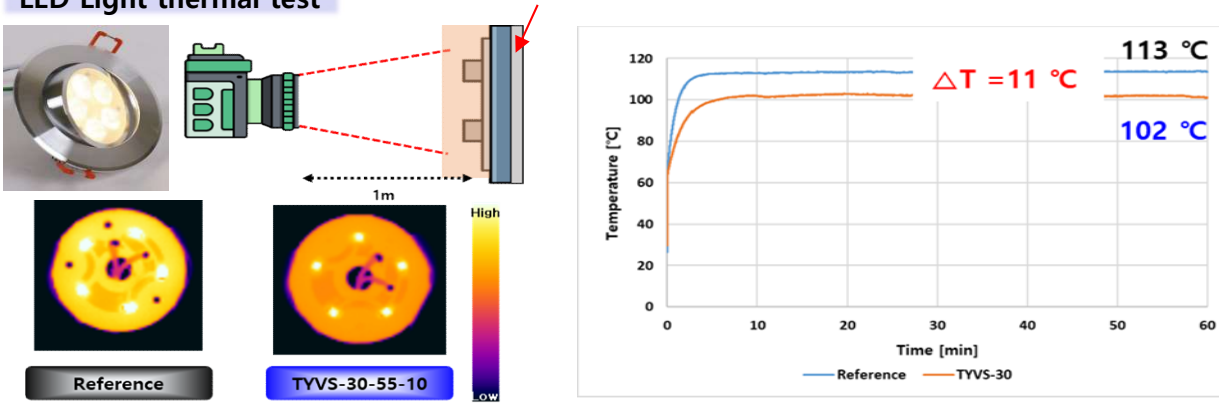 LED Light thermal test
1m
High
Low
Reference
TYVS-30-55-10
113 ℃
△T =11 ℃
102 ℃
Temperature [℃]
120
100
80
60
40
20
0
0 10 20 30 40 50 60
Time [min]
Reference TYVS-30